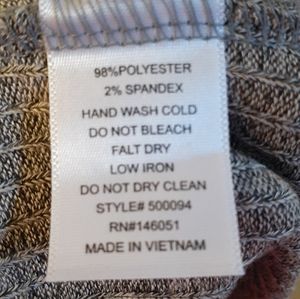 98%POLYESTER
2% SPANDEX
HAND WASH COLD
DO NOT BLEACH
FALT DRY
LOW IRON
DO NOT DRY CLEAN
STYLE# 500094
RN#146051
MADE IN VIETNAM